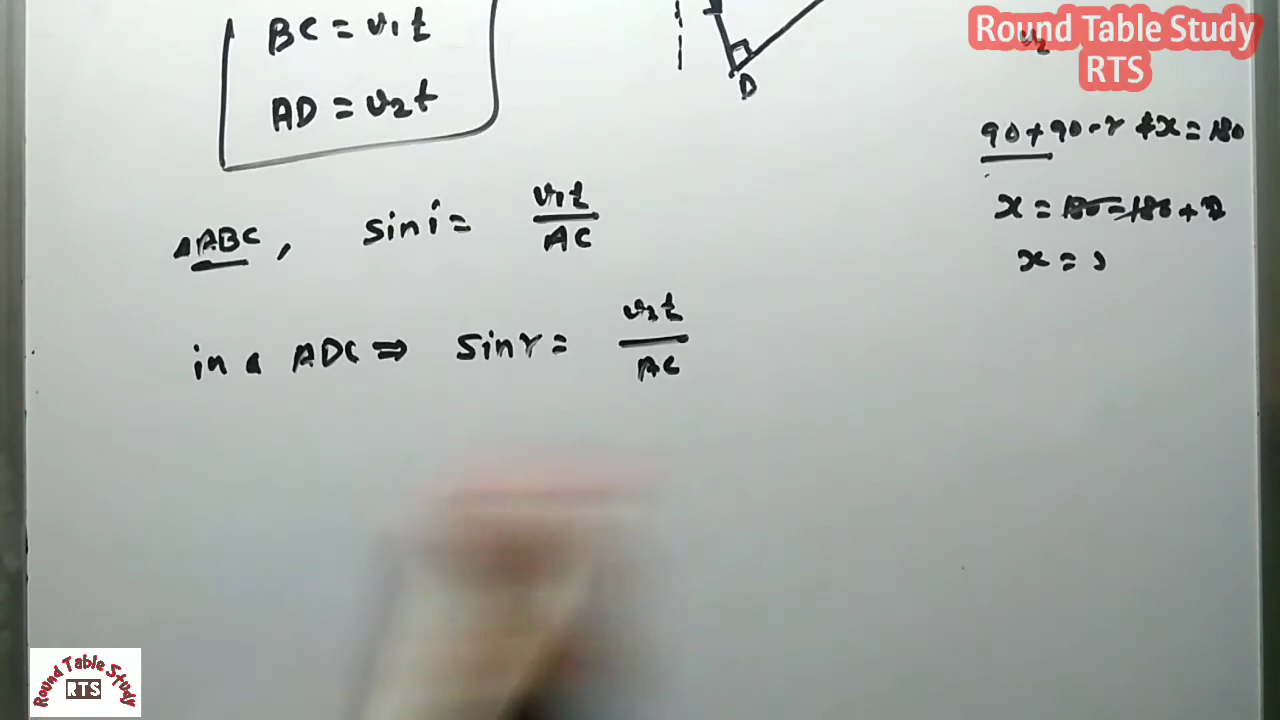 BC = v₁t
AD = v₂t
D
ΔABC, sin i = v₁t / AC
in a ADC ⇒ sin r = v₂t / AC
Round Table Study
RTS
v₂
90 + 90 - r + x = 180
x = 180 - 180 + r
x = r
Round Table Study
RTS